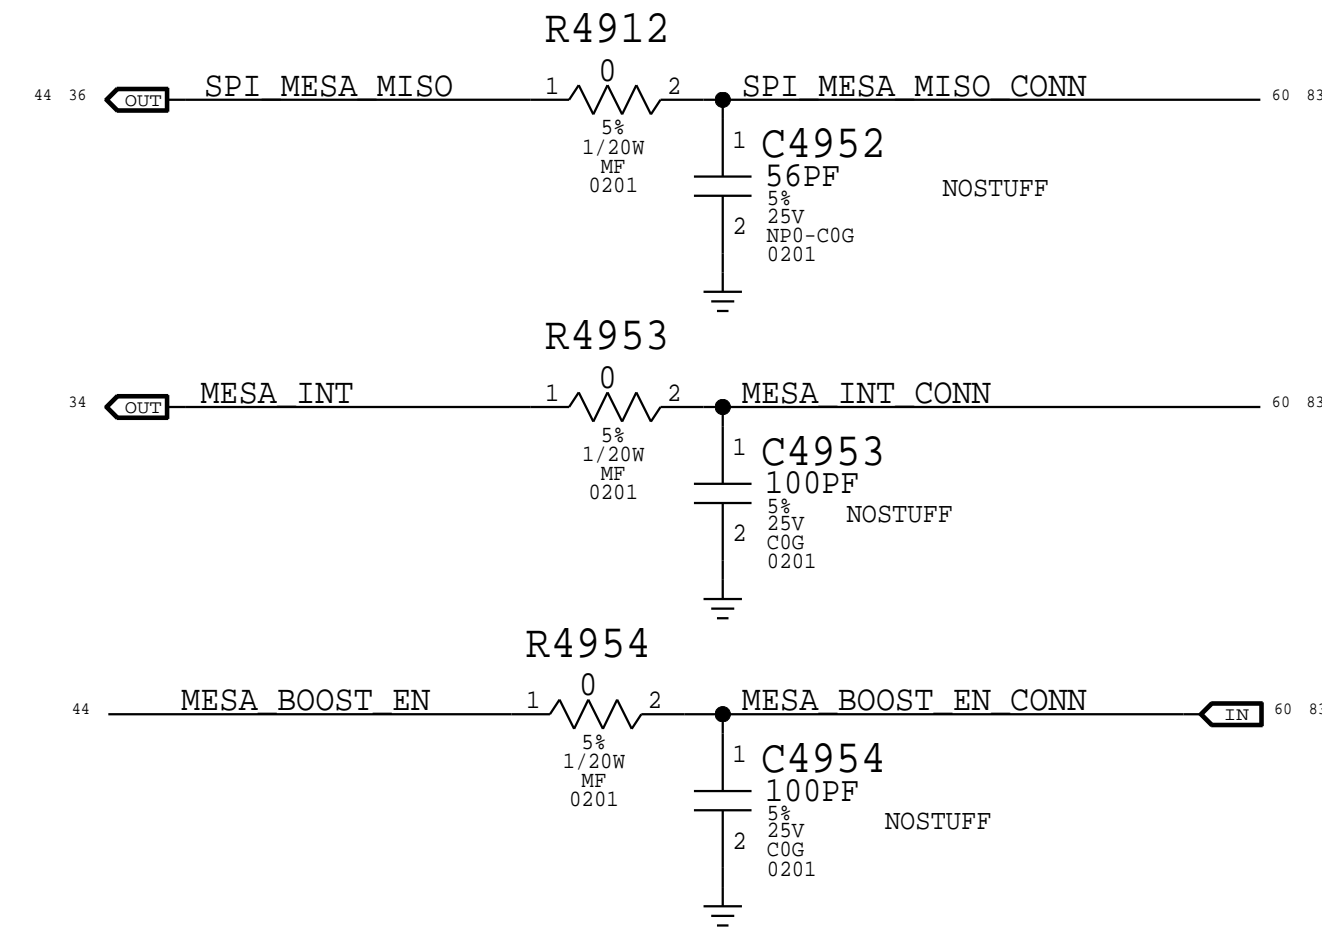 R4912
44 36 OUT SPI_MESA_MISO 1 0 2 SPI_MESA_MISO_CONN 60 83
5%
1/20W
MF
0201
1 C4952
56PF
5%
25V
NP0-C0G
0201
2
NOSTUFF
R4953
34 OUT MESA_INT 1 0 2 MESA_INT_CONN 60 83
5%
1/20W
MF
0201
1 C4953
100PF
5%
25V
C0G
0201
2
NOSTUFF
R4954
44 MESA_BOOST_EN 1 0 2 MESA_BOOST_EN_CONN IN 60 83
5%
1/20W
MF
0201
1 C4954
100PF
5%
25V
C0G
0201
2
NOSTUFF